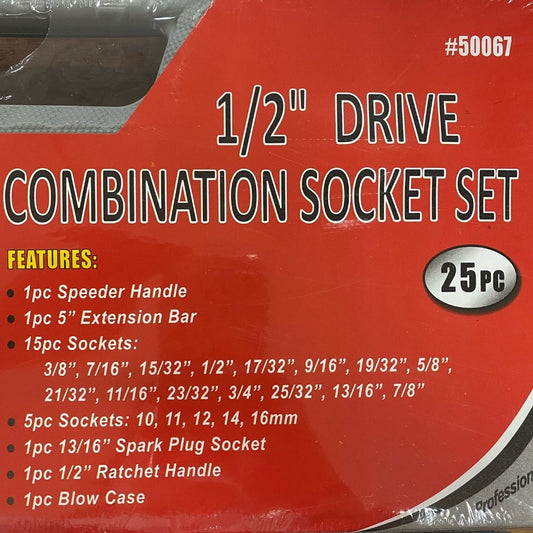 #50067
1/2" DRIVE
COMBINATION SOCKET SET
FEATURES:
25PC
• 1pc Speeder Handle
• 1pc 5” Extension Bar
• 15pc Sockets:
3/8”, 7/16”, 15/32”, 1/2”, 17/32”, 9/16”, 19/32”, 5/8”,
21/32”, 11/16”, 23/32”, 3/4”, 25/32”, 13/16”, 7/8”
• 5pc Sockets: 10, 11, 12, 14, 16mm
• 1pc 13/16” Spark Plug Socket
• 1pc 1/2” Ratchet Handle
• 1pc Blow Case
Profession